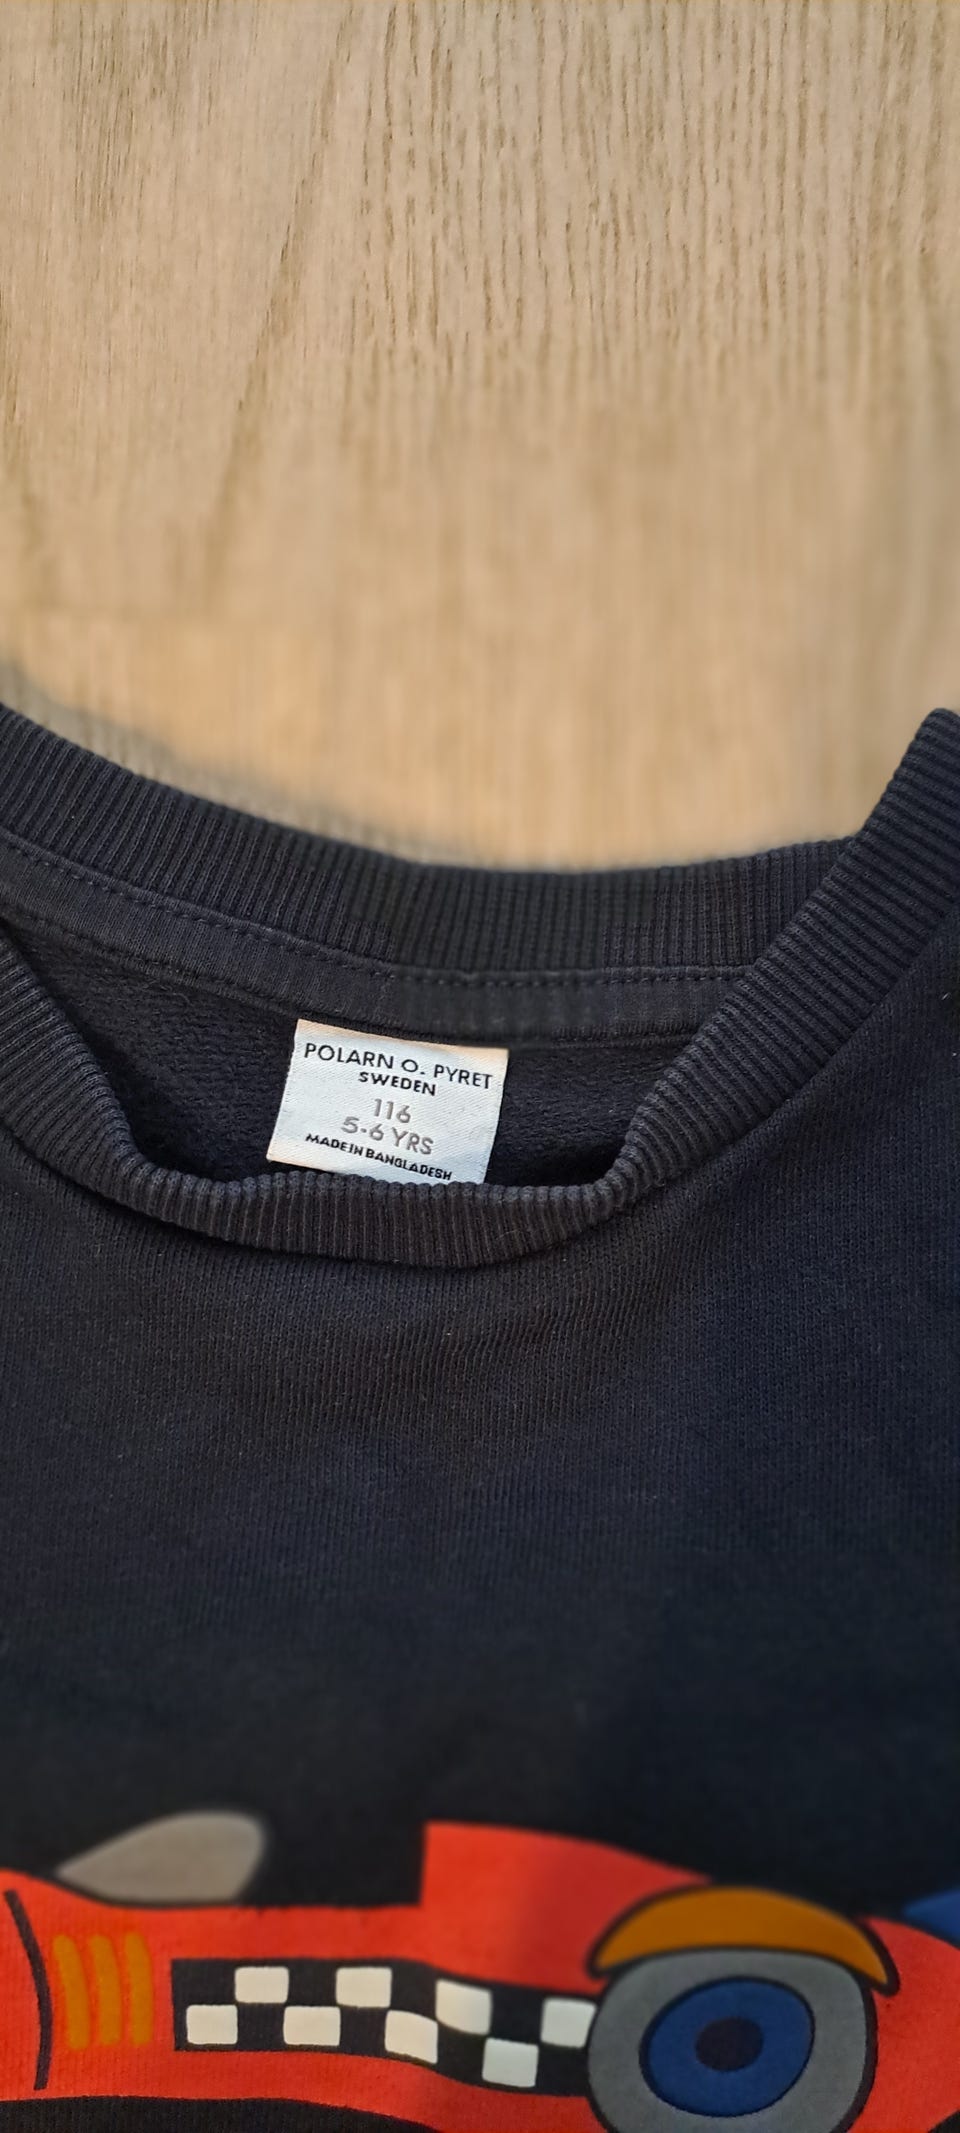 POLARN O. PYRET
SWEDEN
116
5-6 YRS
MADE IN BANGLADESH